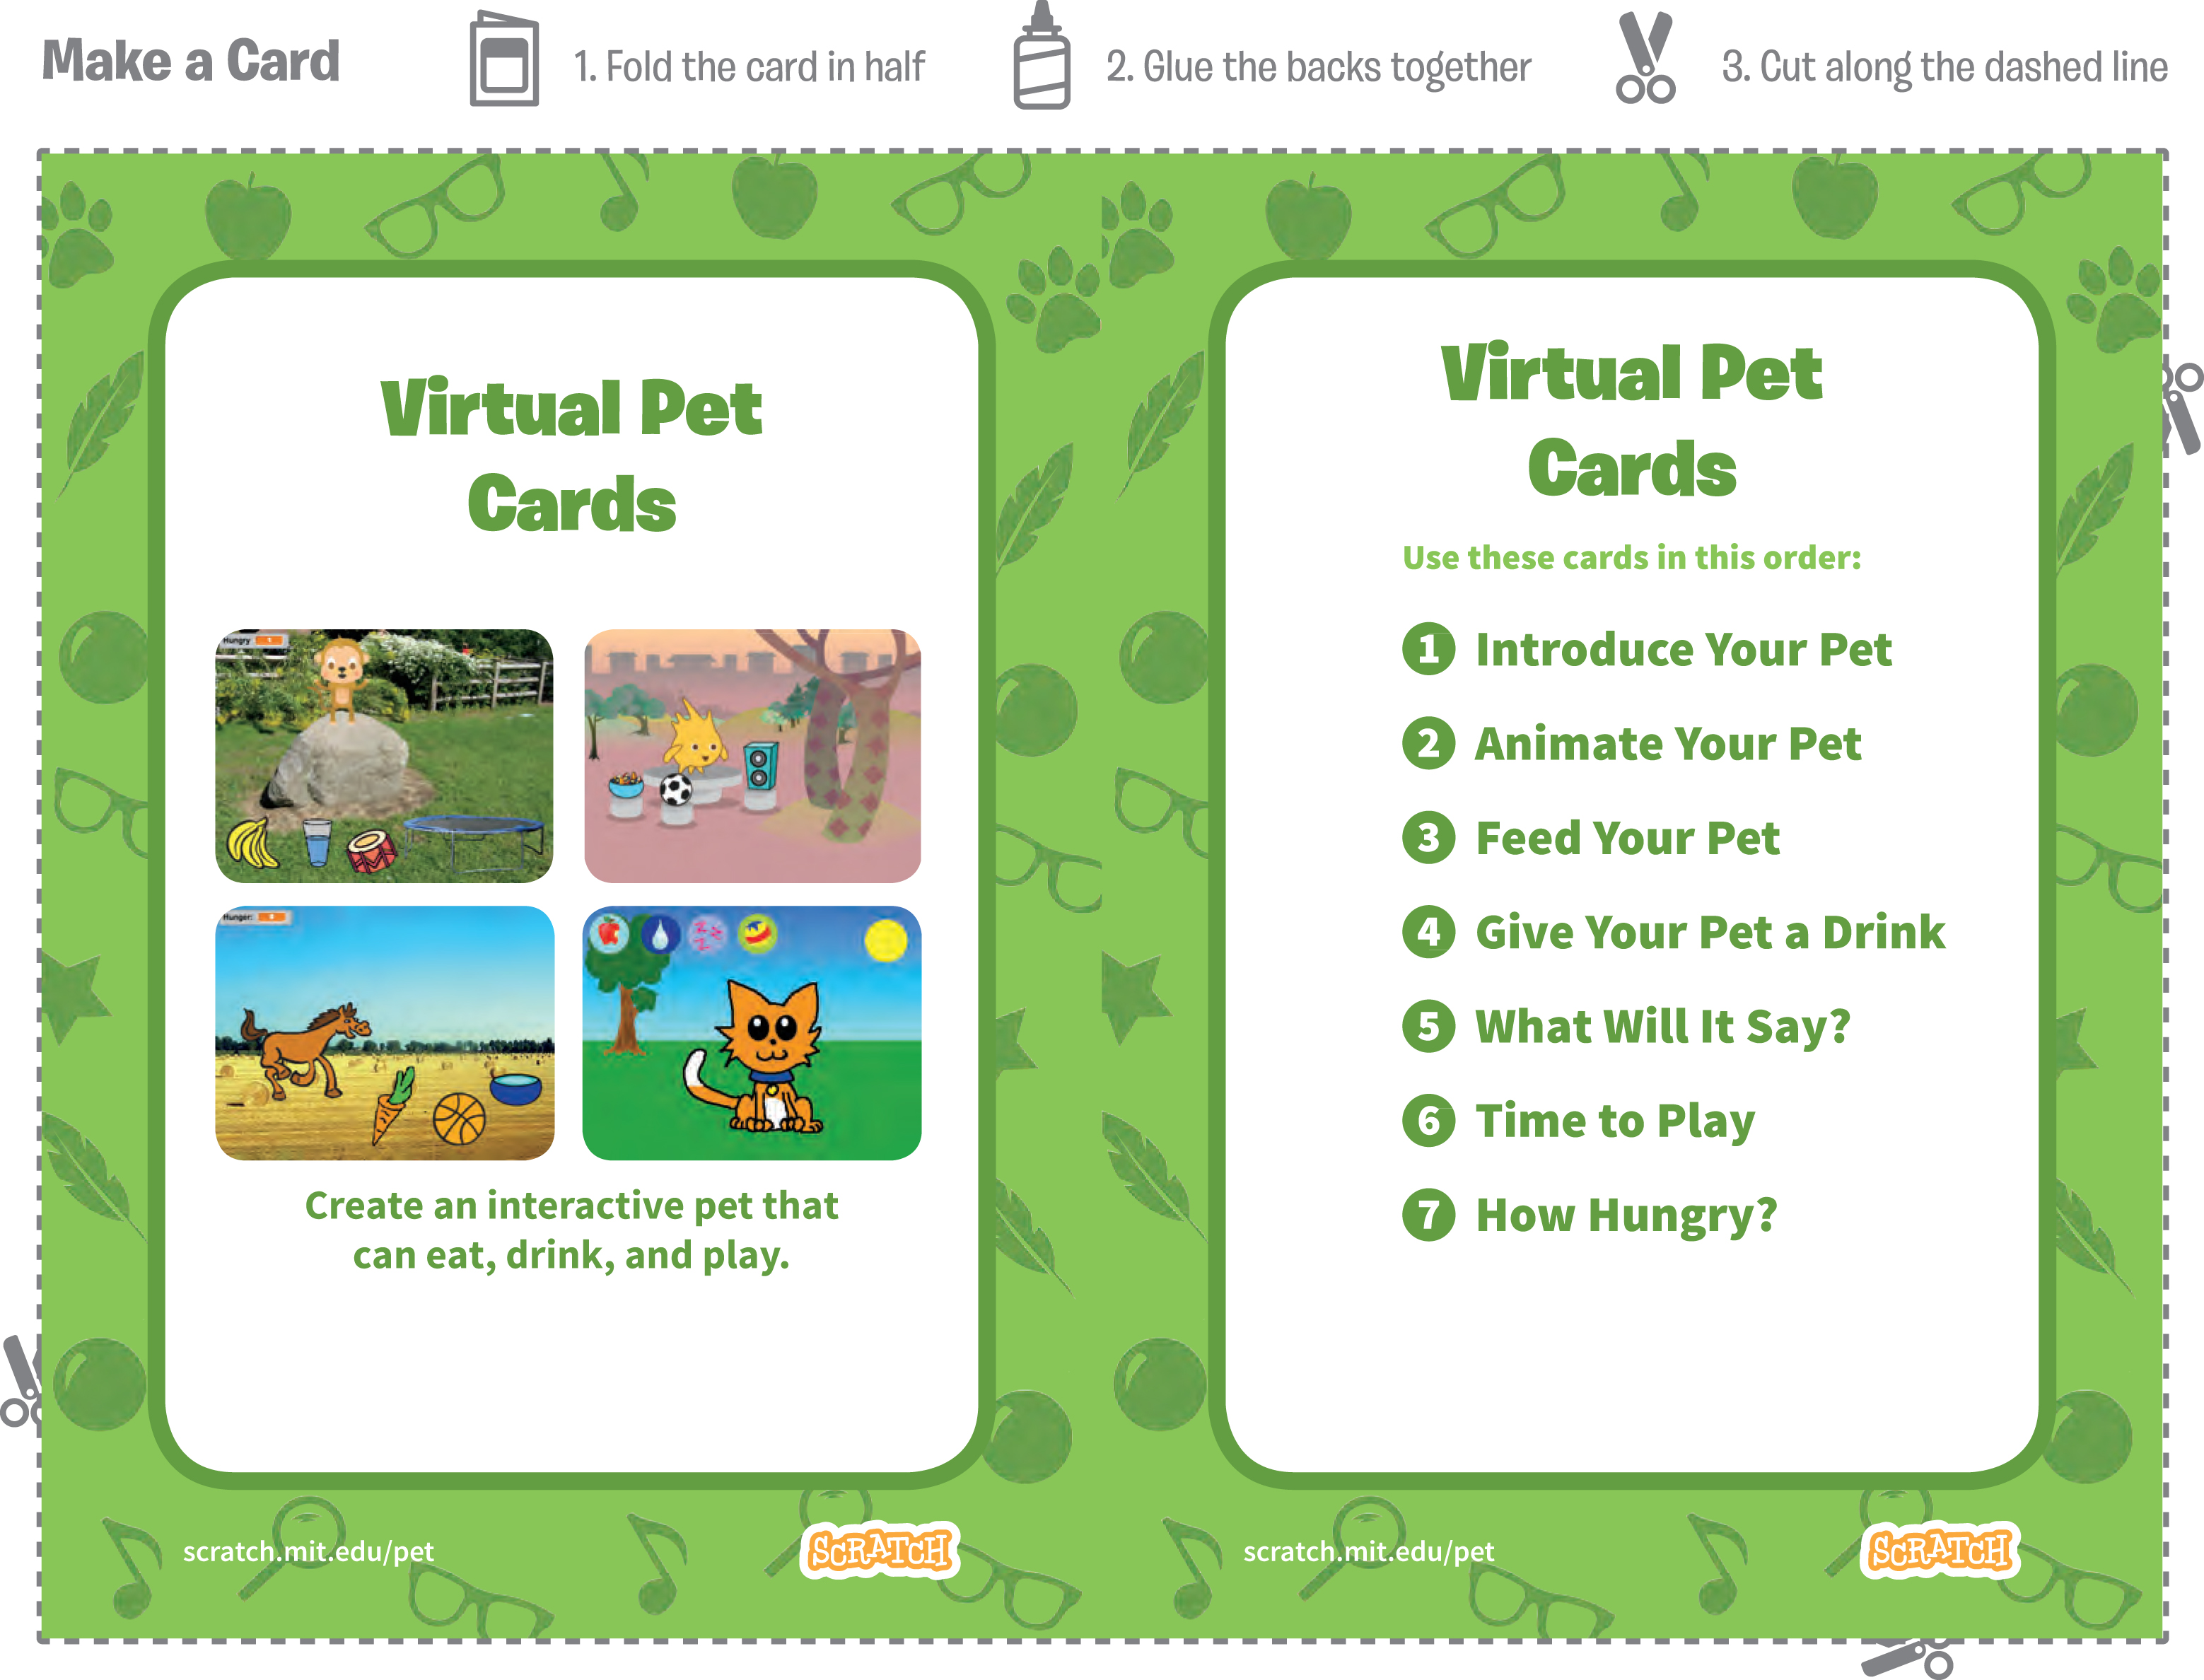 Make a Card
1. Fold the card in half
2. Glue the backs together
3. Cut along the dashed line
Virtual Pet
Cards
Hungry
Hunger:
Create an interactive pet that
can eat, drink, and play.
scratch.mit.edu/pet
SCRATCH
Virtual Pet
Cards
Use these cards in this order:
1 Introduce Your Pet
2 Animate Your Pet
3 Feed Your Pet
4 Give Your Pet a Drink
5 What Will It Say?
6 Time to Play
7 How Hungry?
scratch.mit.edu/pet
SCRATCH